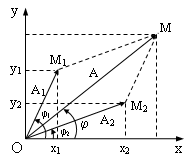 y
M
y₁ M₁ A
A₁
y₂ A₂ M₂
φ₁ φ₂ φ
O x₁ x₂ x